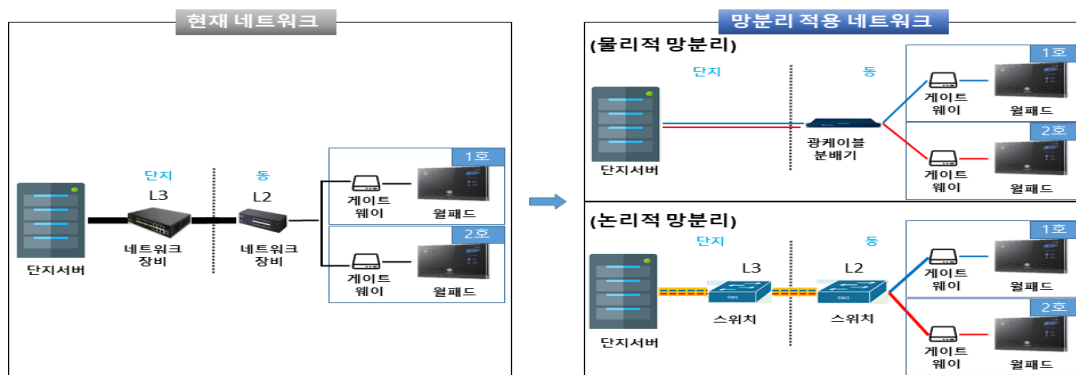 현재 네트워크
단지
동
L3
L2
단지서버
네트워크
장비
네트워크
장비
1호
게이트
웨이
월패드
2호
게이트
웨이
월패드
망분리 적용 네트워크
(물리적 망분리)
단지
동
단지서버
광케이블
분배기
1호
게이트
웨이
월패드
2호
게이트
웨이
월패드
(논리적 망분리)
단지
동
L3
L2
SW3
SW2
단지서버
스위치
스위치
1호
게이트
웨이
월패드
2호
게이트
웨이
월패드